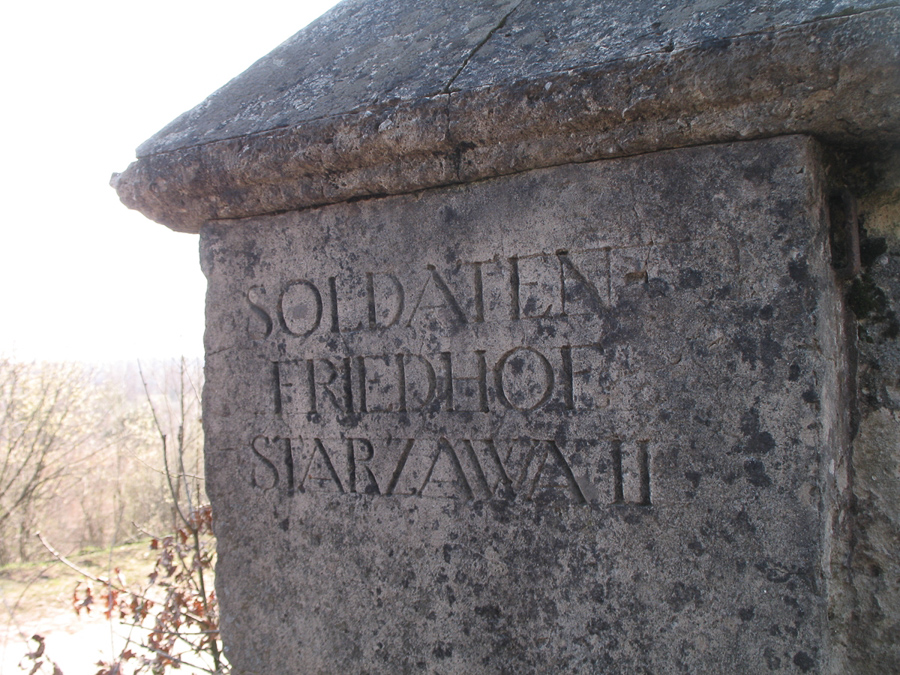 SOLDATEN-
FRIEDHOF
STARZAWA II